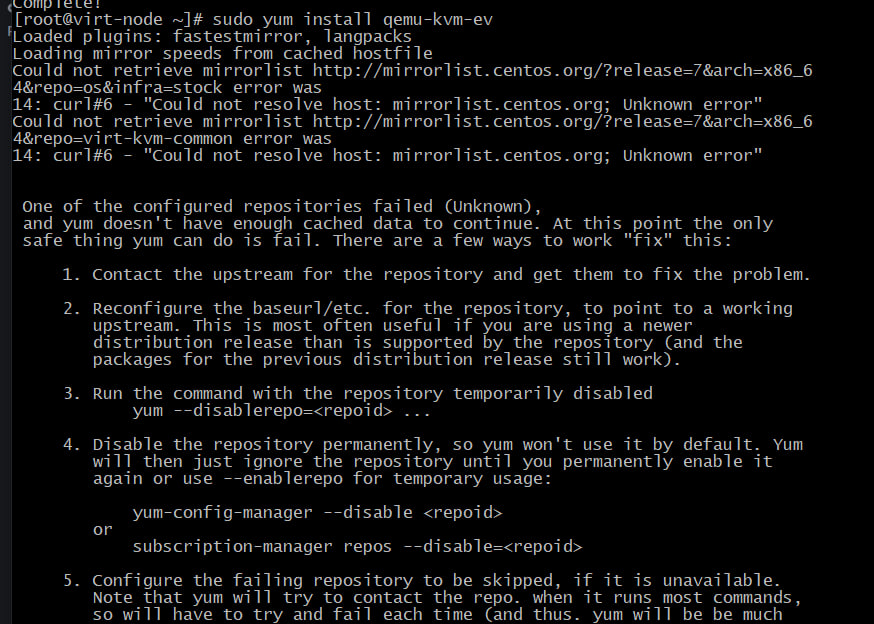 Complete!
[root@virt-node ~]# sudo yum install qemu-kvm-ev
Loaded plugins: fastestmirror, langpacks
Loading mirror speeds from cached hostfile
Could not retrieve mirrorlist http://mirrorlist.centos.org/?release=7&arch=x86_6
4&repo=os&infra=stock error was
14: curl#6 - "Could not resolve host: mirrorlist.centos.org; Unknown error"
Could not retrieve mirrorlist http://mirrorlist.centos.org/?release=7&arch=x86_6
4&repo=virt-kvm-common error was
14: curl#6 - "Could not resolve host: mirrorlist.centos.org; Unknown error"
One of the configured repositories failed (Unknown),
and yum doesn't have enough cached data to continue. At this point the only
safe thing yum can do is fail. There are a few ways to work "fix" this:
1. Contact the upstream for the repository and get them to fix the problem.
2. Reconfigure the baseurl/etc. for the repository, to point to a working
upstream. This is most often useful if you are using a newer
distribution release than is supported by the repository (and the
packages for the previous distribution release still work).
3. Run the command with the repository temporarily disabled
yum --disablerepo=<repoid> ...
4. Disable the repository permanently, so yum won't use it by default. Yum
will then just ignore the repository until you permanently enable it
again or use --enablerepo for temporary usage:
yum-config-manager --disable <repoid>
or
subscription-manager repos --disable=<repoid>
5. Configure the failing repository to be skipped, if it is unavailable.
Note that yum will try to contact the repo. when it runs most commands,
so will have to try and fail each time (and thus. yum will be be much